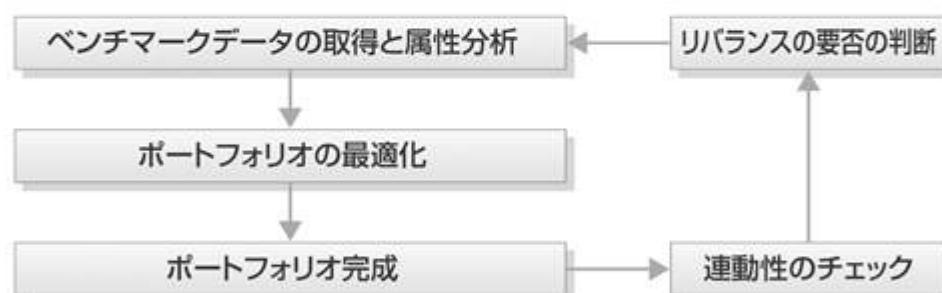 ベンチマークデータの取得と属性分析
リバランスの要否の判断
ポートフォリオの最適化
ポートフォリオ完成
連動性のチェック